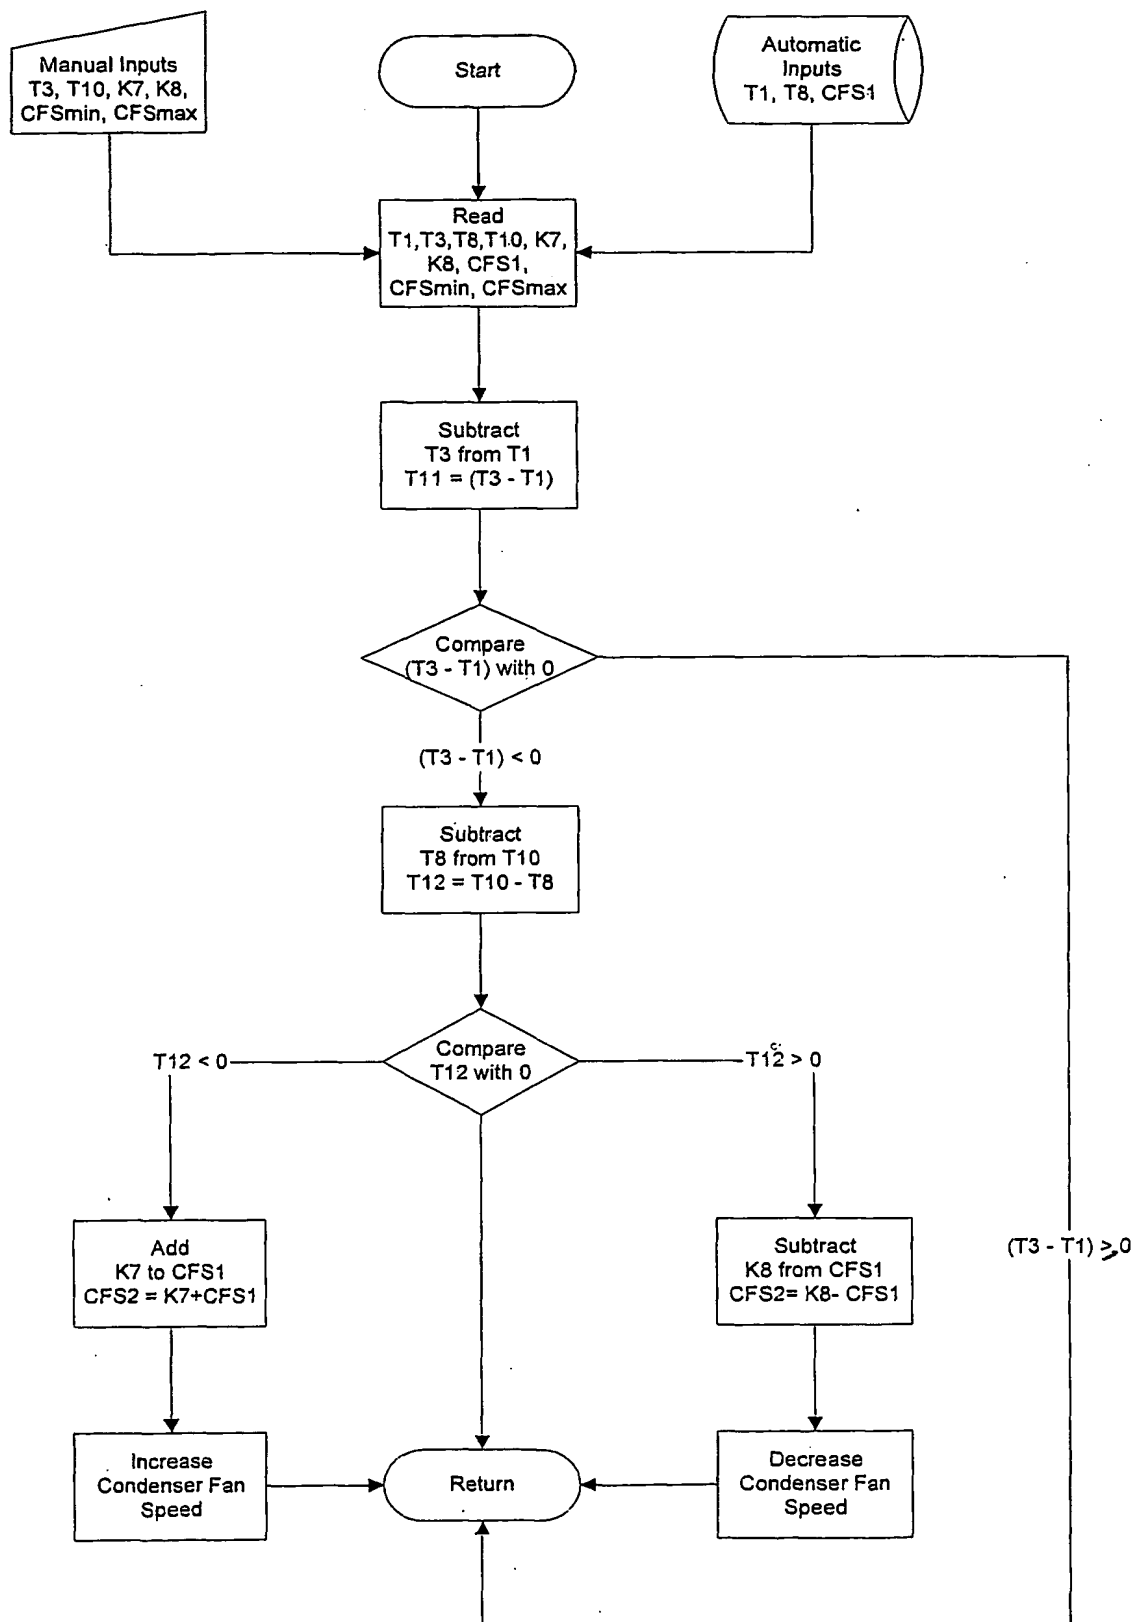 Manual Inputs
T3, T10, K7, K8,
CFSmin, CFSmax
Start
Automatic
Inputs
T1, T8, CFS1
Read
T1,T3,T8,T10, K7,
K8, CFS1,
CFSmin, CFSmax
Subtract
T3 from T1
T11 = (T3 - T1)
Compare
(T3 - T1) with 0
(T3 - T1) < 0
Subtract
T8 from T10
T12 = T10 - T8
Compare
T12 with 0
T12 < 0
T12 > 0
Add
K7 to CFS1
CFS2 = K7+CFS1
Subtract
K8 from CFS1
CFS2= K8- CFS1
(T3 - T1) ≥ 0
Increase
Condenser Fan
Speed
Return
Decrease
Condenser Fan
Speed